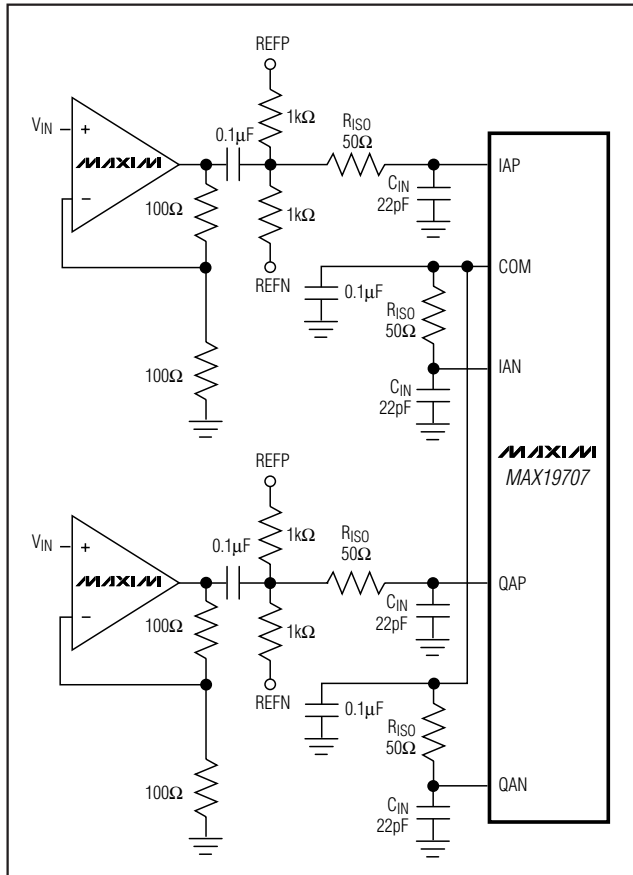 REFP
VIN
+
MAXIM
−
0.1μF
1kΩ
RISO
50Ω
IAP
CIN
22pF
100Ω
1kΩ
REFN
COM
0.1μF
RISO
50Ω
100Ω
IAN
CIN
22pF
MAXIM
MAX19707
REFP
VIN
+
MAXIM
−
0.1μF
1kΩ
RISO
50Ω
QAP
CIN
22pF
100Ω
1kΩ
REFN
0.1μF
RISO
50Ω
100Ω
QAN
CIN
22pF